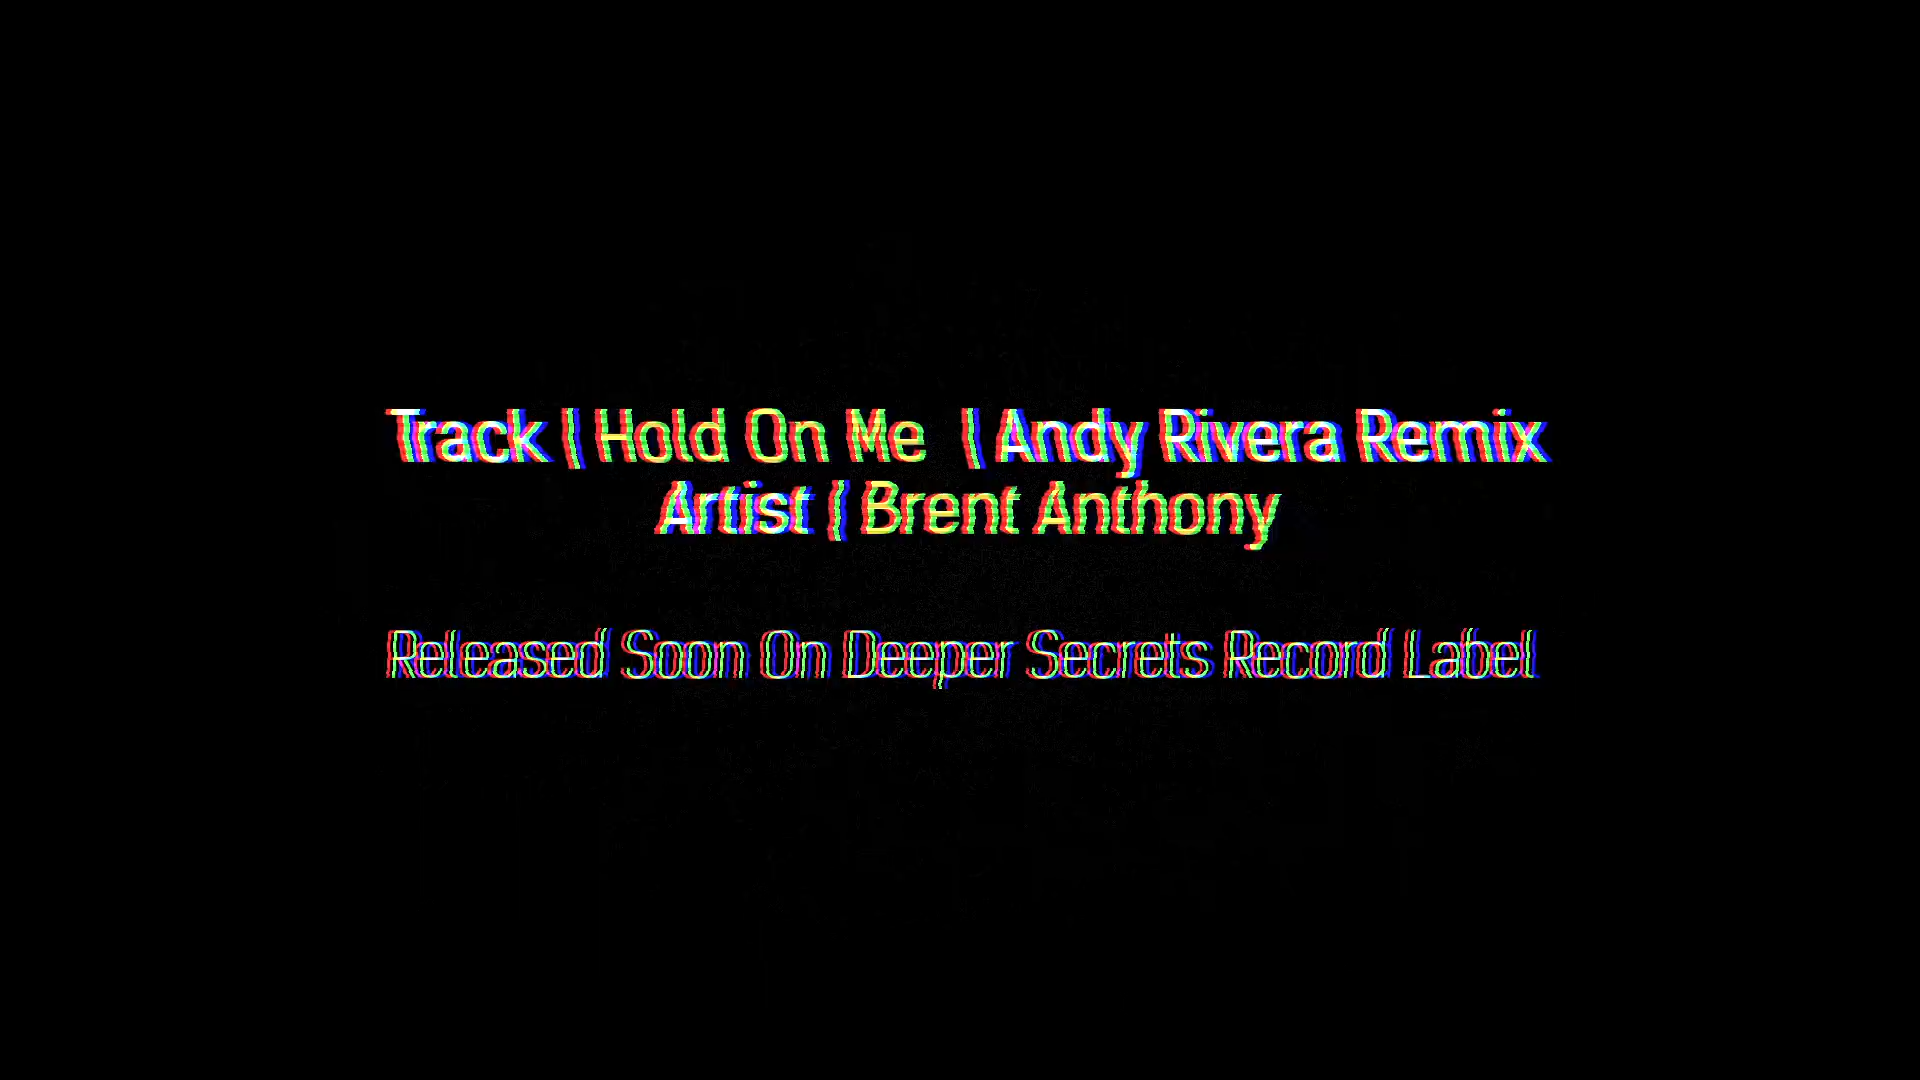 Track | Hold On Me | Andy Rivera Remix
Artist | Brent Anthony
Released Soon On Deeper Secrets Record Label